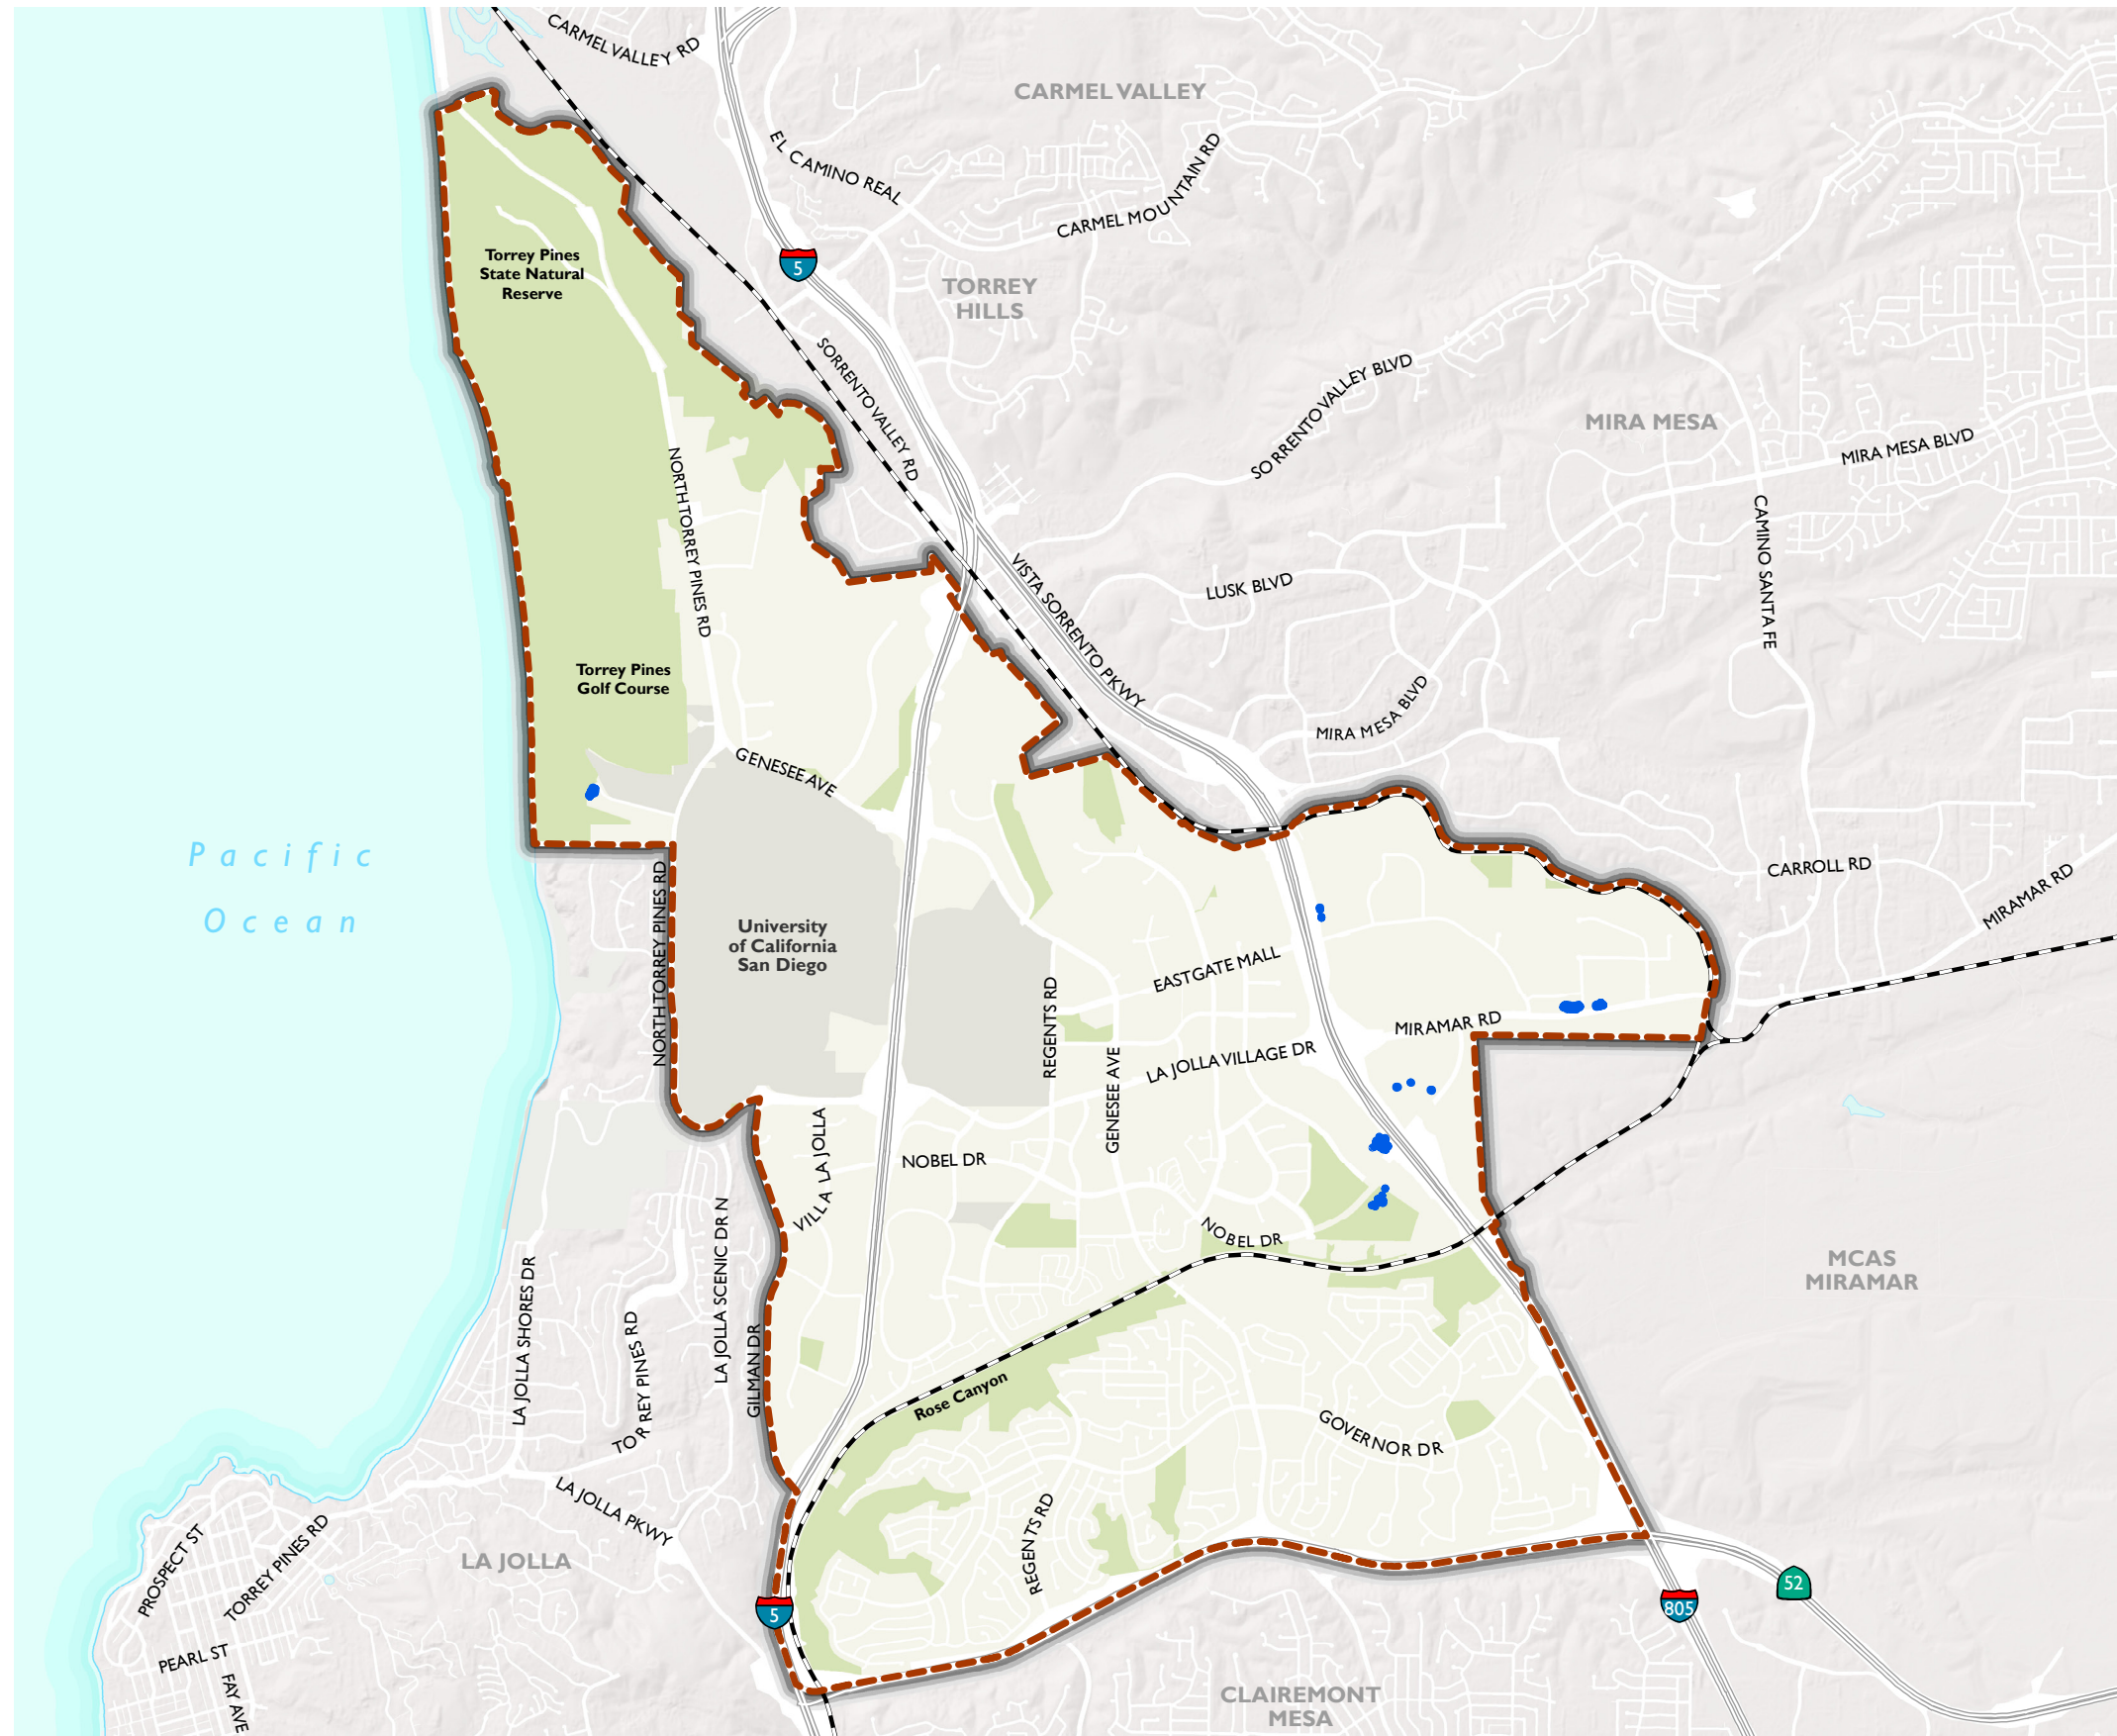 CARMEL VALLEY RD
CARMEL VALLEY
EL CAMINO REAL
CARMEL MOUNTAIN RD
Torrey Pines
State Natural
Reserve
5
TORREY
HILLS
SORRENTO VALLEY RD
SORRENTO VALLEY BLVD
MIRA MESA
MIRA MESA BLVD
NORTH TORREY PINES RD
CAMINO SANTA FE
VISTA SORRENTO PKWY
LUSK BLVD
Torrey Pines
Golf Course
MIRA MESA BLVD
GENESEE AVE
Pacific
Ocean
CARROLL RD
MIRAMAR RD
NORTH TORREY PINES RD
University
of California
San Diego
EASTGATE MALL
REGENTS RD
MIRAMAR RD
LA JOLLA VILLAGE DR
GENESEE AVE
VILLA LA JOLLA
NOBEL DR
NOBEL DR
LA JOLLA SCENIC DR N
LA JOLLA SHORES DR
TORREY PINES RD
GILMAN DR
MCAS
MIRAMAR
Rose Canyon
GOVERNOR DR
LA JOLLA PKWY
REGENTS RD
PROSPECT ST
TORREY PINES RD
LA JOLLA
5
805
52
PEARL ST
FAY AVE
CLAIREMONT
MESA